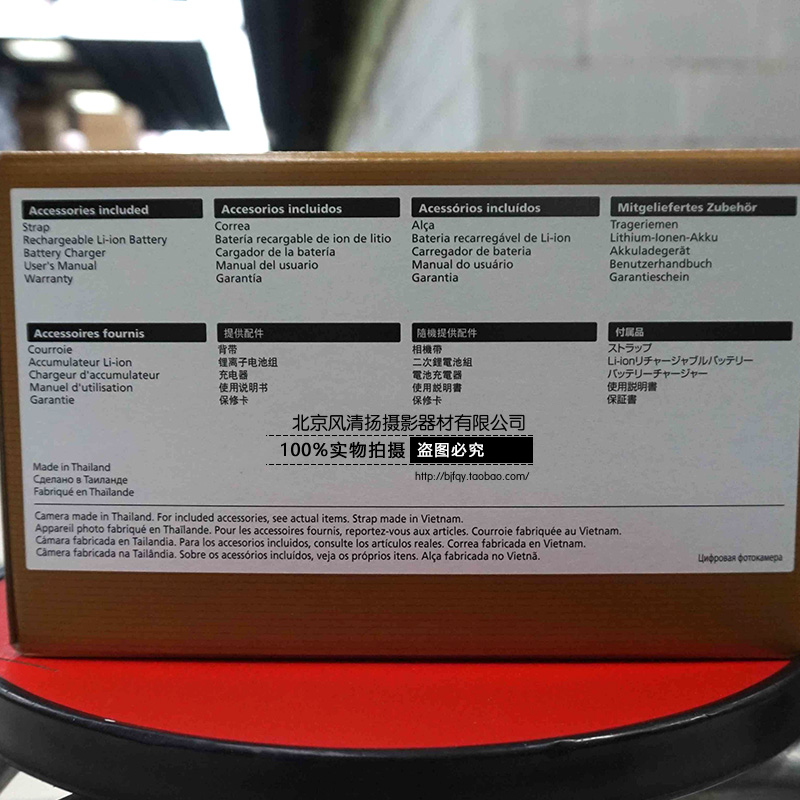 Accessories included
Strap
Rechargeable Li-ion Battery
Battery Charger
User's Manual
Warranty
Accesorios incluidos
Correa
Batería recargable de ion de litio
Cargador de la batería
Manual del usuario
Garantía
Acessórios incluídos
Alça
Bateria recarregável de Li-ion
Carregador de bateria
Manual do usuário
Garantia
Mitgeliefertes Zubehör
Trageriemen
Lithium-Ionen-Akku
Akkuladegerät
Benutzerhandbuch
Garantieschein
Accessoires fournis
Courroie
Accumulateur Li-ion
Chargeur d'accumulateur
Manuel d'utilisation
Garantie
提供配件
背带
锂离子电池组
充电器
使用说明书
保修卡
隨機提供配件
相機帶
二次鋰電池組
電池充電器
使用說明書
保修卡
付属品
ストラップ
Li-ionリチャージャブルバッテリー
バッテリーチャージャー
使用説明書
保証書
北京风清扬摄影器材有限公司
100%实物拍摄 盗图必究
http://bjfqy.taobao.com/
Made in Thailand
Сделано в Таиланде
Fabriqué en Thaïlande
Camera made in Thailand. For included accessories, see actual items. Strap made in Vietnam.
Appareil photo fabriqué en Thaïlande. Pour les accessoires fournis, reportez-vous aux articles. Courroie fabriquée au Vietnam.
Cámara fabricada en Tailandia. Para los accesorios incluidos, consulte los artículos reales. Correa fabricada en Vietnam.
Câmera fabricada na Tailândia. Sobre os acessórios incluídos, veja os próprios itens. Alça fabricada no Vietnã.
Цифровая фотокамера